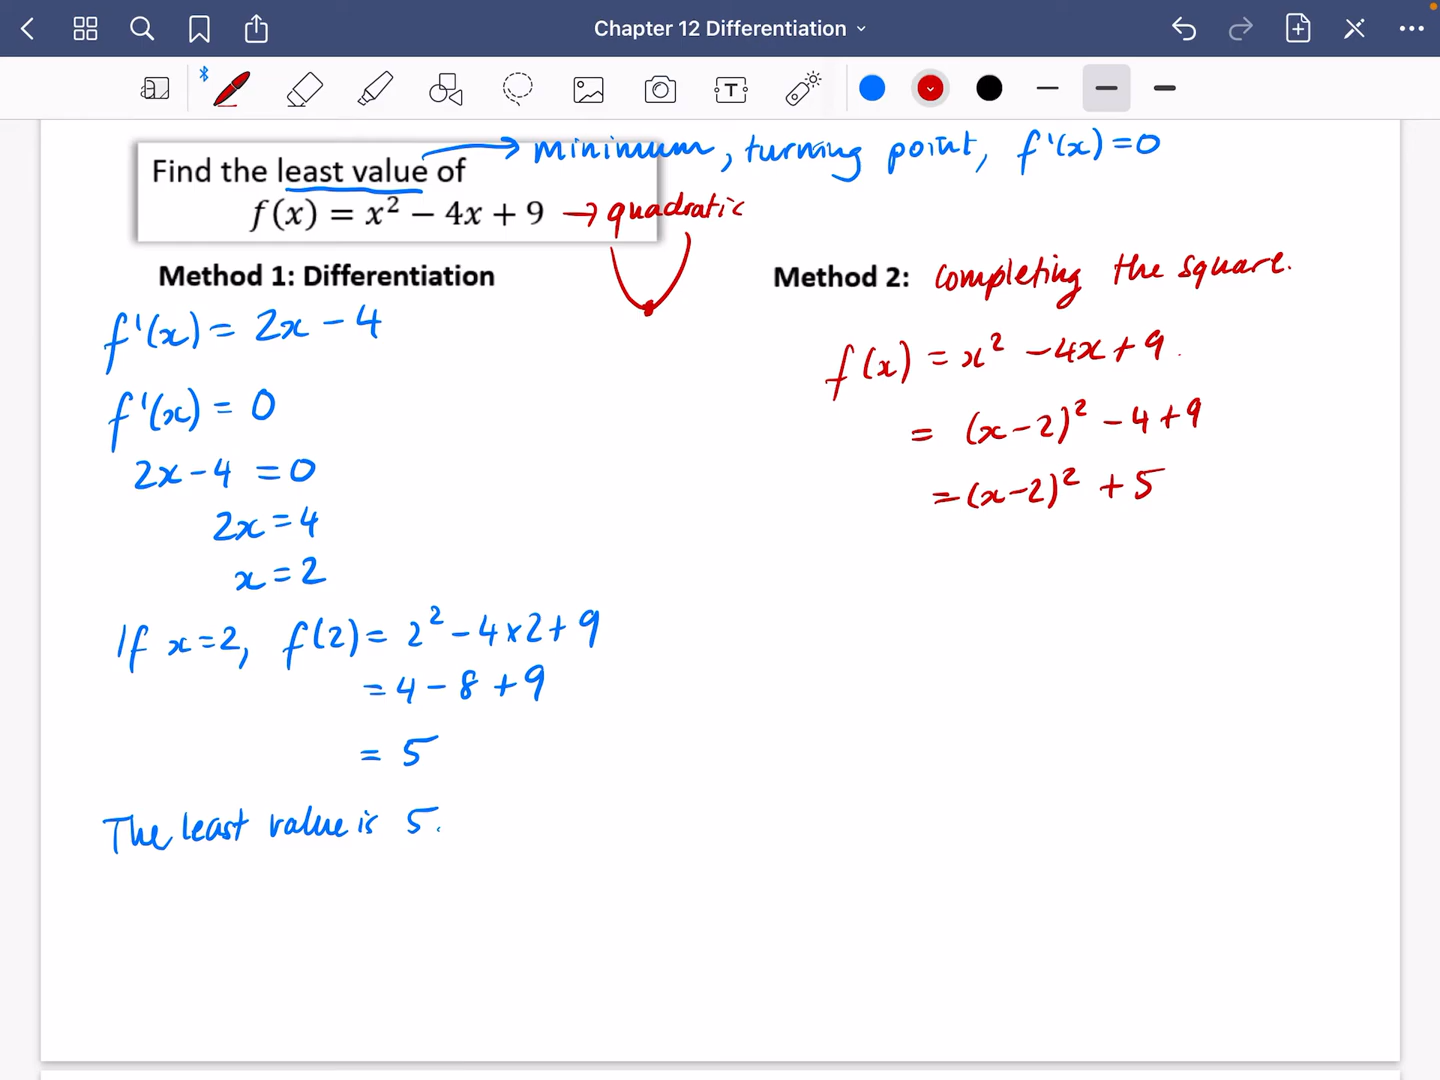 Chapter 12 Differentiation
Find the least value of → minimum, turning point, f'(x)=0
f(x) = x² − 4x + 9 → quadratic
Method 1: Differentiation
f'(x) = 2x − 4
f'(x) = 0
2x − 4 = 0
2x = 4
x = 2
If x=2, f(2) = 2² − 4×2 + 9
= 4 − 8 + 9
= 5
The least value is 5.
Method 2: Completing the square.
f(x) = x² − 4x + 9.
= (x−2)² − 4 + 9
= (x−2)² + 5